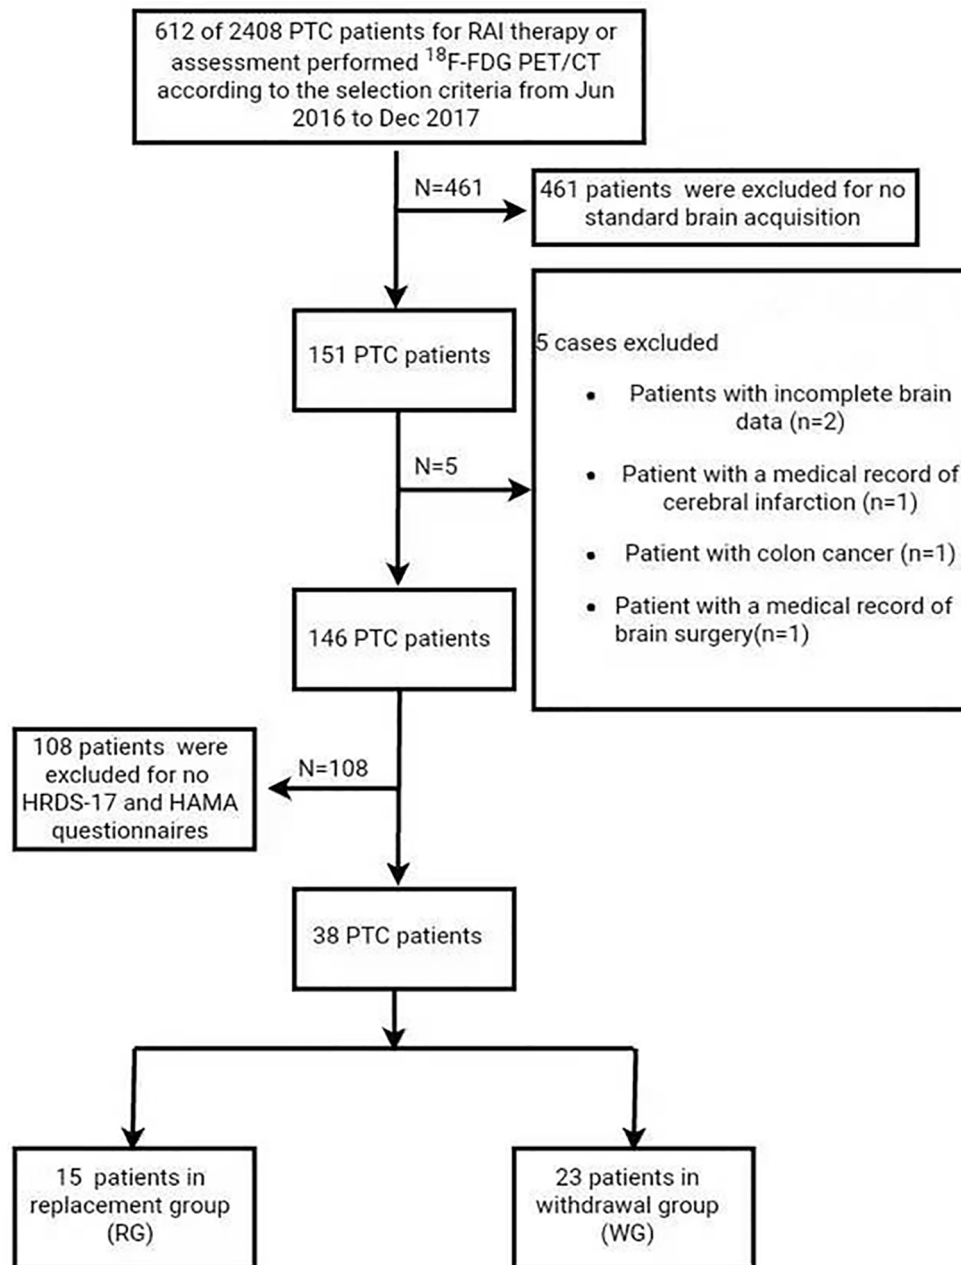 612 of 2408 PTC patients for RAI therapy or
assessment performed ¹⁸F-FDG PET/CT
according to the selection criteria from Jun
2016 to Dec 2017
N=461
461 patients were excluded for no
standard brain acquisition
151 PTC patients
N=5
5 cases excluded
• Patients with incomplete brain
data (n=2)
• Patient with a medical record of
cerebral infarction (n=1)
• Patient with colon cancer (n=1)
• Patient with a medical record of
brain surgery(n=1)
146 PTC patients
N=108
108 patients were
excluded for no
HRDS-17 and HAMA
questionnaires
38 PTC patients
15 patients in
replacement group
(RG)
23 patients in
withdrawal group
(WG)